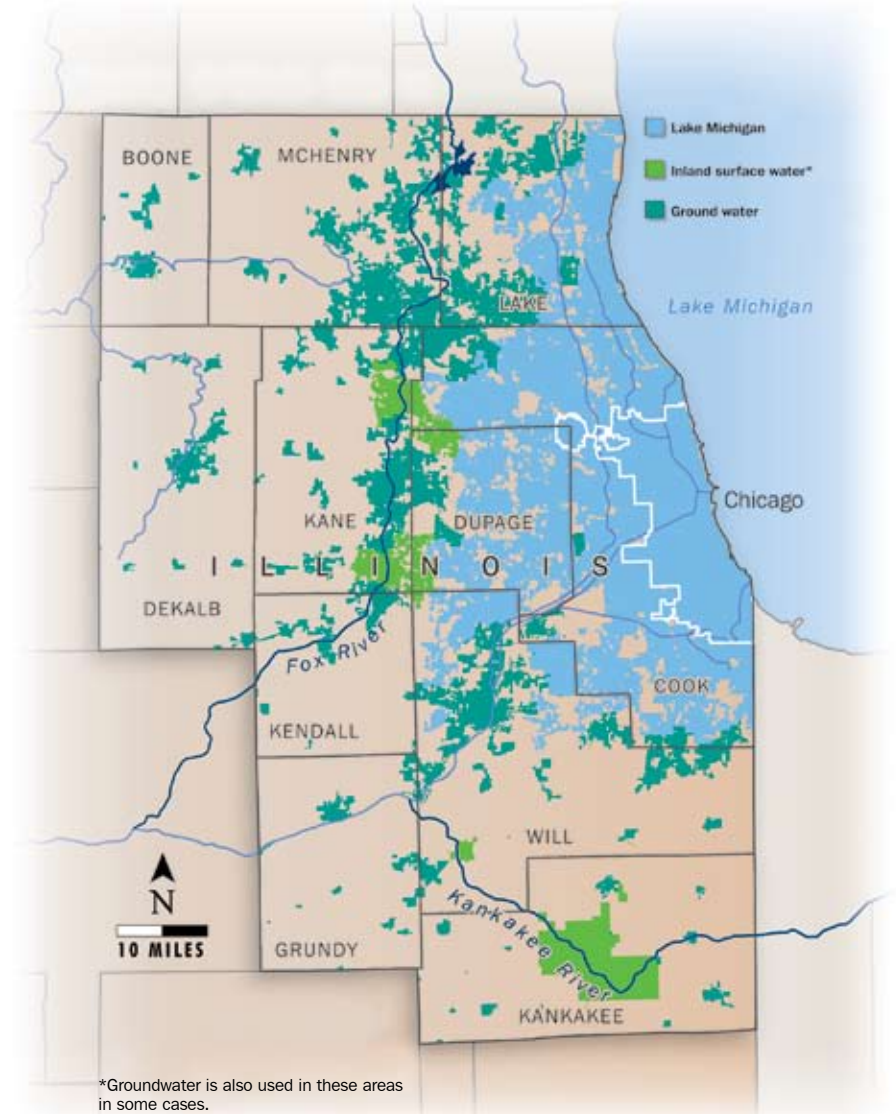 Lake Michigan
Inland surface water*
Ground water
BOONE
MCHENRY
LAKE
Lake Michigan
Chicago
KANE
DUPAGE
ILLINOIS
DEKALB
Fox River
COOK
KENDALL
WILL
N
10 MILES
Kankakee River
GRUNDY
KANKAKEE
*Groundwater is also used in these areas
in some cases.